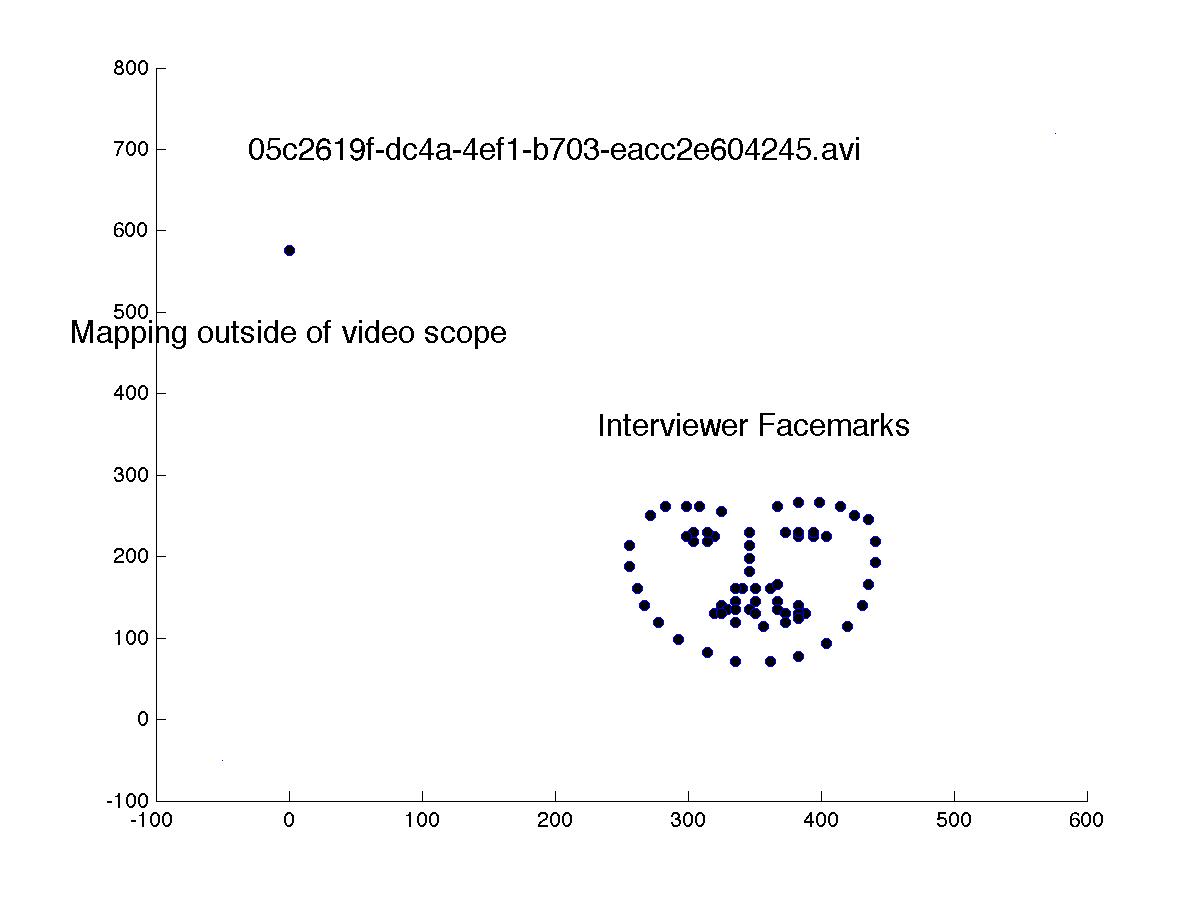 800
05c2619f-dc4a-4ef1-b703-eacc2e604245.avi
700
600
500
Mapping outside of video scope
400
Interviewer Facemarks
300
200
100
0
-100
-100 0 100 200 300 400 500 600